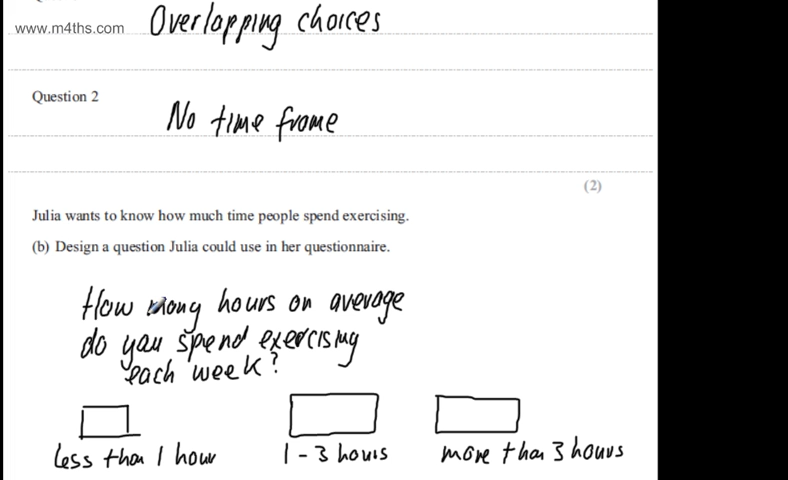 www.m4ths.com Overlapping choices
Question 2
No time frame
(2)
Julia wants to know how much time people spend exercising.
(b) Design a question Julia could use in her questionnaire.
How many hours on average
do you spend exercising
each week?
less than 1 hour 1 - 3 hours more than 3 hours